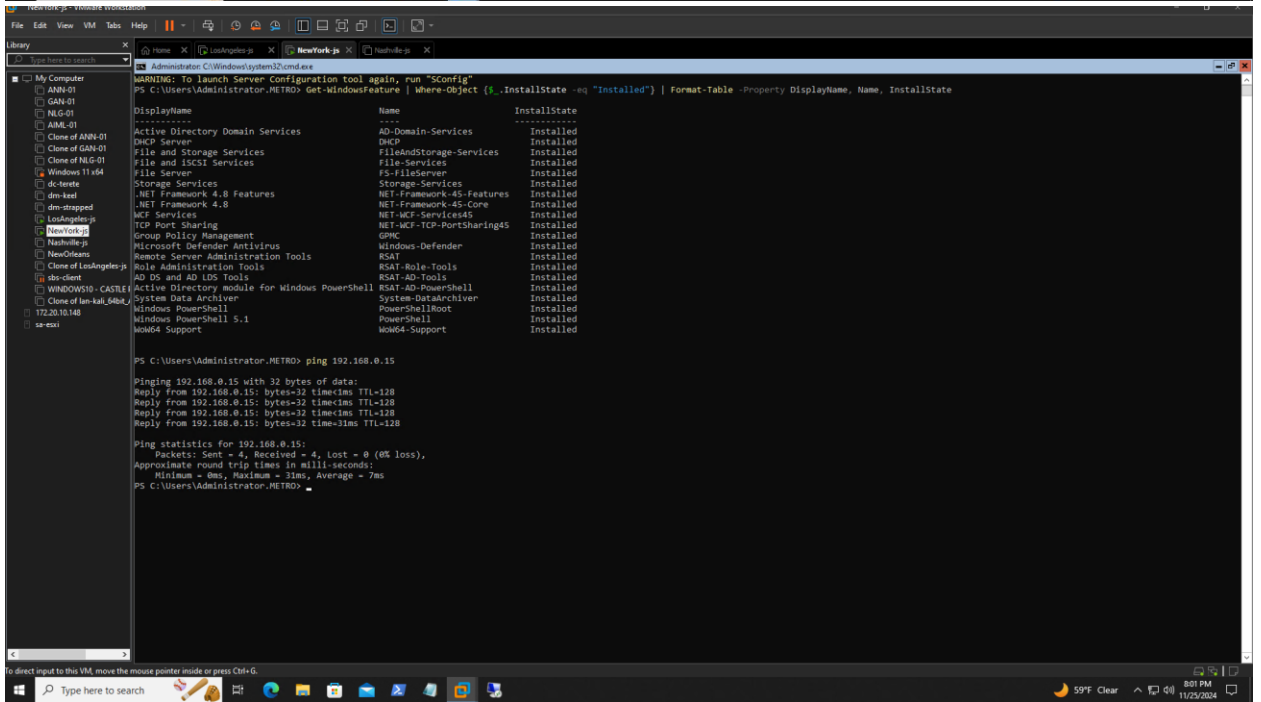 NewYork-js - VMware Workstation
File Edit View VM Tabs Help
Library
Type here to search
My Computer
ANN-01
GAN-01
NLG-01
AIML-01
Clone of ANN-01
Clone of GAN-01
Clone of NLG-01
Windows 11 x64
dc-terete
dm-keel
dm-strapped
LosAngeles-js
NewYork-js
Nashville-js
NewOrleans
Clone of LosAngeles-js
sbs-client
WINDOWS10 - CASTLE
Clone of lan-kali_64bit_
172.20.10.148
sa-esxi
Home LosAngeles-js NewYork-js Nashville-js
Administrator: C:\Windows\system32\cmd.exe
WARNING: To launch Server Configuration tool again, run "SConfig"
PS C:\Users\Administrator.METRO> Get-WindowsFeature | Where-Object {$_.InstallState -eq "Installed"} | Format-Table -Property DisplayName, Name, InstallState
DisplayName Name InstallState
----------- ---- ------------
Active Directory Domain Services AD-Domain-Services Installed
DHCP Server DHCP Installed
File and Storage Services FileAndStorage-Services Installed
File and iSCSI Services File-Services Installed
File Server FS-FileServer Installed
Storage Services Storage-Services Installed
.NET Framework 4.8 Features NET-Framework-45-Features Installed
.NET Framework 4.8 NET-Framework-45-Core Installed
WCF Services NET-WCF-Services45 Installed
TCP Port Sharing NET-WCF-TCP-PortSharing45 Installed
Group Policy Management GPMC Installed
Microsoft Defender Antivirus Windows-Defender Installed
Remote Server Administration Tools RSAT Installed
Role Administration Tools RSAT-Role-Tools Installed
AD DS and AD LDS Tools RSAT-AD-Tools Installed
Active Directory module for Windows PowerShell RSAT-AD-PowerShell Installed
System Data Archiver System-DataArchiver Installed
Windows PowerShell PowerShellRoot Installed
Windows PowerShell 5.1 PowerShell Installed
WoW64 Support WoW64-Support Installed
PS C:\Users\Administrator.METRO> ping 192.168.0.15
Pinging 192.168.0.15 with 32 bytes of data:
Reply from 192.168.0.15: bytes=32 time<1ms TTL=128
Reply from 192.168.0.15: bytes=32 time<1ms TTL=128
Reply from 192.168.0.15: bytes=32 time<1ms TTL=128
Reply from 192.168.0.15: bytes=32 time=31ms TTL=128
Ping statistics for 192.168.0.15:
Packets: Sent = 4, Received = 4, Lost = 0 (0% loss),
Approximate round trip times in milli-seconds:
Minimum = 0ms, Maximum = 31ms, Average = 7ms
PS C:\Users\Administrator.METRO> _
To direct input to this VM, move the mouse pointer inside or press Ctrl+G.
Type here to search
59°F Clear
8:01 PM
11/25/2024